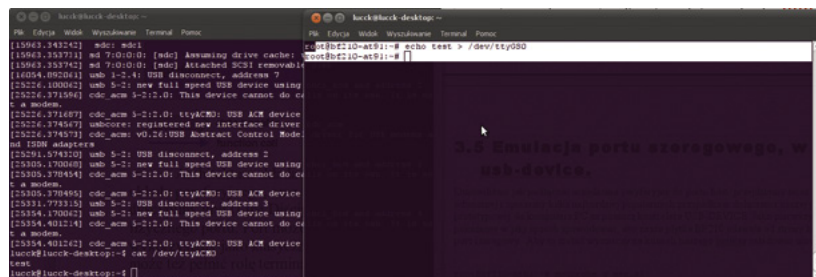 lucck@lucck-desktop: ~
Plik Edycja Widok Wyszukiwanie Terminal Pomoc
[15963.343242] sdc: sdc1
[15963.353711] sd 7:0:0:0: [sdc] Assuming drive cache:
[15963.353742] sd 7:0:0:0: [sdc] Attached SCSI removable
[16054.892061] usb 1-2.4: USB disconnect, address 7
[25226.100062] usb 5-2: new full speed USB device using
[25226.371596] cdc_acm 5-2:2.0: This device cannot do ca
t a modem.
[25226.371687] cdc_acm 5-2:2.0: ttyACM0: USB ACM device
[25226.374567] usbcore: registered new interface driver
[25226.374573] cdc_acm: v0.26:USB Abstract Control Model
nd ISDN adapters
[25291.574320] usb 5-2: USB disconnect, address 2
[25305.170068] usb 5-2: new full speed USB device using
[25305.378454] cdc_acm 5-2:2.0: This device cannot do ca
t a modem.
[25305.378495] cdc_acm 5-2:2.0: ttyACM0: USB ACM device
[25331.773315] usb 5-2: USB disconnect, address 3
[25354.170062] usb 5-2: new full speed USB device using
[25354.401214] cdc_acm 5-2:2.0: This device cannot do ca
t a modem.
[25354.401262] cdc_acm 5-2:2.0: ttyACM0: USB ACM device
lucck@lucck-desktop:~$ cat /dev/ttyACM0
test
lucck@lucck-desktop:~$
lucck@lucck-desktop: ~
Plik Edycja Widok Wyszukiwanie Terminal Pomoc
root@bf210-at91:~# echo test > /dev/ttyGS0
root@bf210-at91:~#
3.5 Emulacja portu szeregowego, w
usb-device.